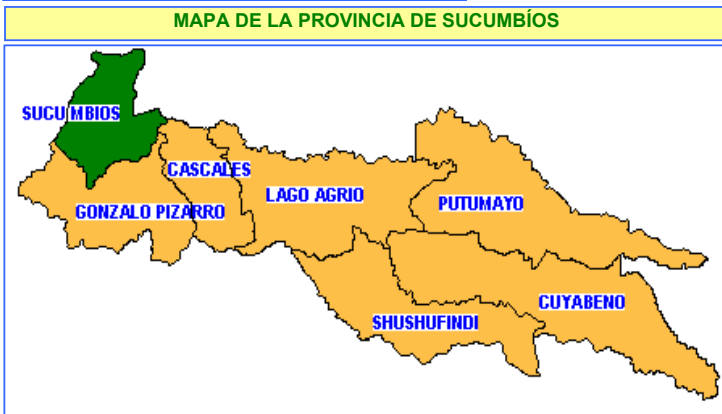 MAPA DE LA PROVINCIA DE SUCUMBÍOS
SUCUMBIOS
CASCALES
LAGO AGRIO
PUTUMAYO
GONZALO PIZARRO
CUYABENO
SHUSHUFINDI